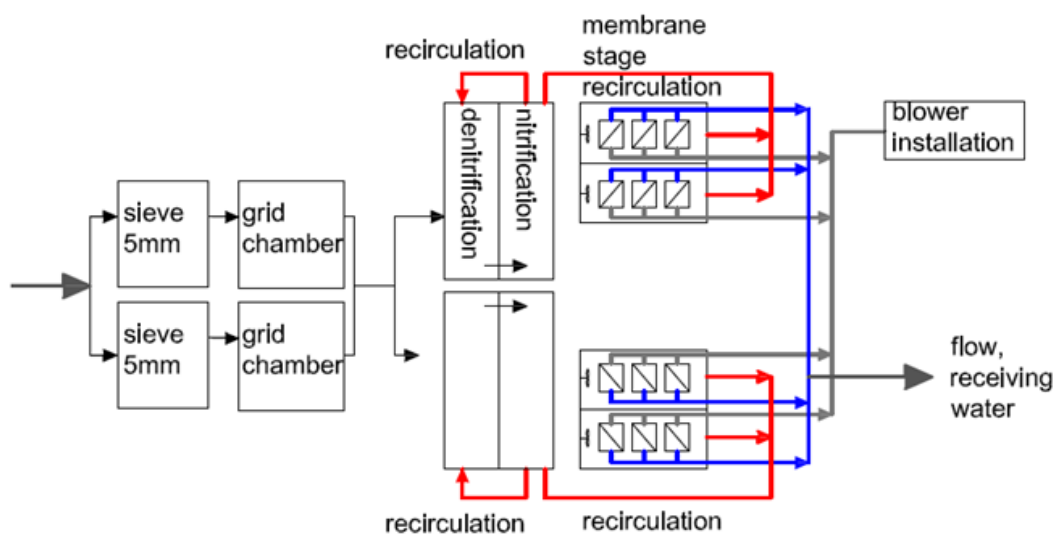 recirculation
membrane
stage
recirculation
blower
installation
denitrification
nitrification
sieve
5mm
grid
chamber
sieve
5mm
grid
chamber
flow,
receiving
water
recirculation
recirculation